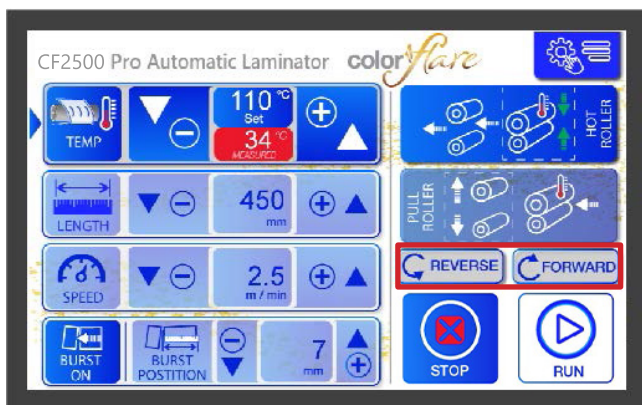 CF2500 Pro Automatic Laminator colorflare
TEMP
110 °C
Set
34 °C
MEASURED
HOT
ROLLER
LENGTH
450
mm
PULL
ROLLER
SPEED
2.5
m / min
REVERSE
FORWARD
BURST
ON
BURST
POSTITION
7
mm
STOP
RUN